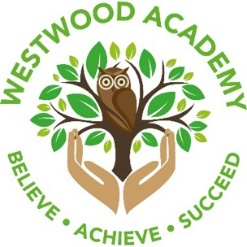 WESTWOOD ACADEMY
BELIEVE • ACHIEVE • SUCCEED